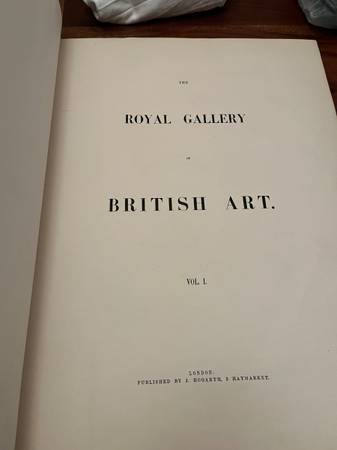 THE
ROYAL GALLERY
OF
BRITISH ART.
VOL. I.
LONDON:
PUBLISHED BY J. HOGARTH, 5 HAYMARKET.